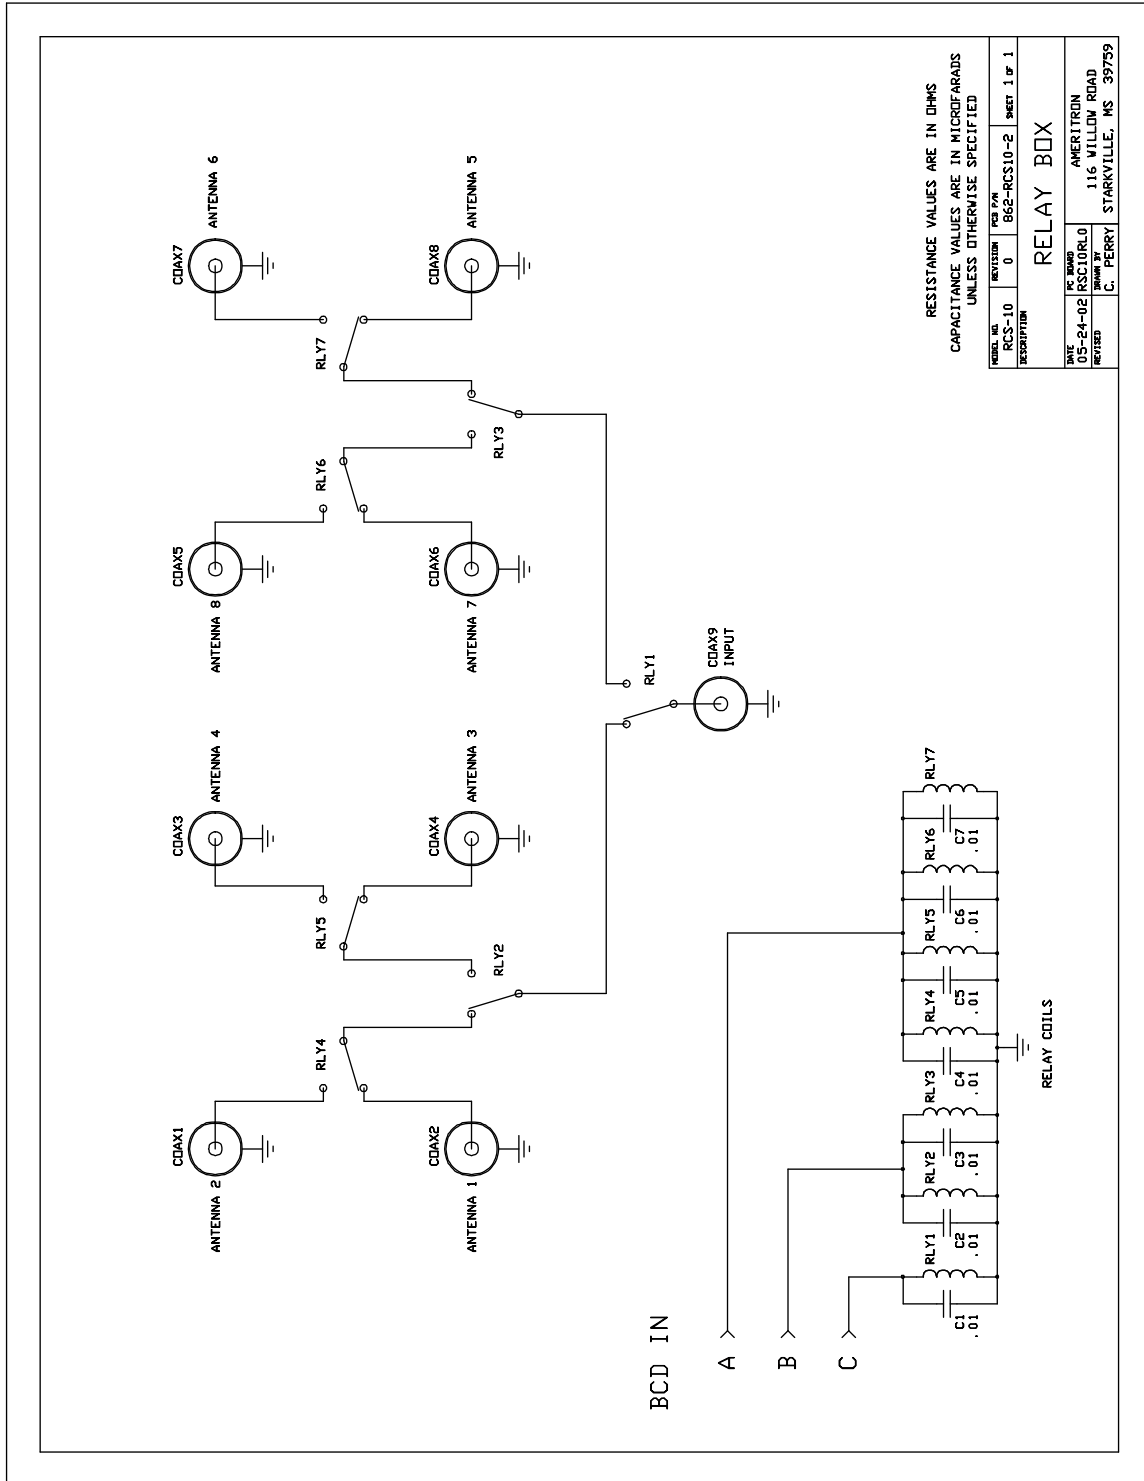 COAX1
ANTENNA 2
COAX3
ANTENNA 4
COAX5
ANTENNA 8
COAX7
ANTENNA 6
RLY4
RLY5
RLY6
RLY7
COAX2
ANTENNA 1
COAX4
ANTENNA 3
COAX6
ANTENNA 7
COAX8
ANTENNA 5
RLY2
RLY3
RLY1
COAX9
INPUT
BCD IN
A
B
C
RLY1
RLY2
RLY3
RLY4
RLY5
RLY6
RLY7
C1
.01
C2
.01
C3
.01
C4
.01
C5
.01
C6
.01
C7
.01
RELAY COILS
RESISTANCE VALUES ARE IN OHMS
CAPACITANCE VALUES ARE IN MICROFARADS
UNLESS OTHERWISE SPECIFIED
MODEL NO. RCS-10
REVISION 0
PCB P/N 862-RCS10-2
SHEET 1 OF 1
DESCRIPTION
RELAY BOX
DATE 05-24-02
PC BOARD RSC10RL0
REVISED
DRAWN BY C. PERRY
AMERITRON
116 WILLOW ROAD
STARKVILLE, MS 39759